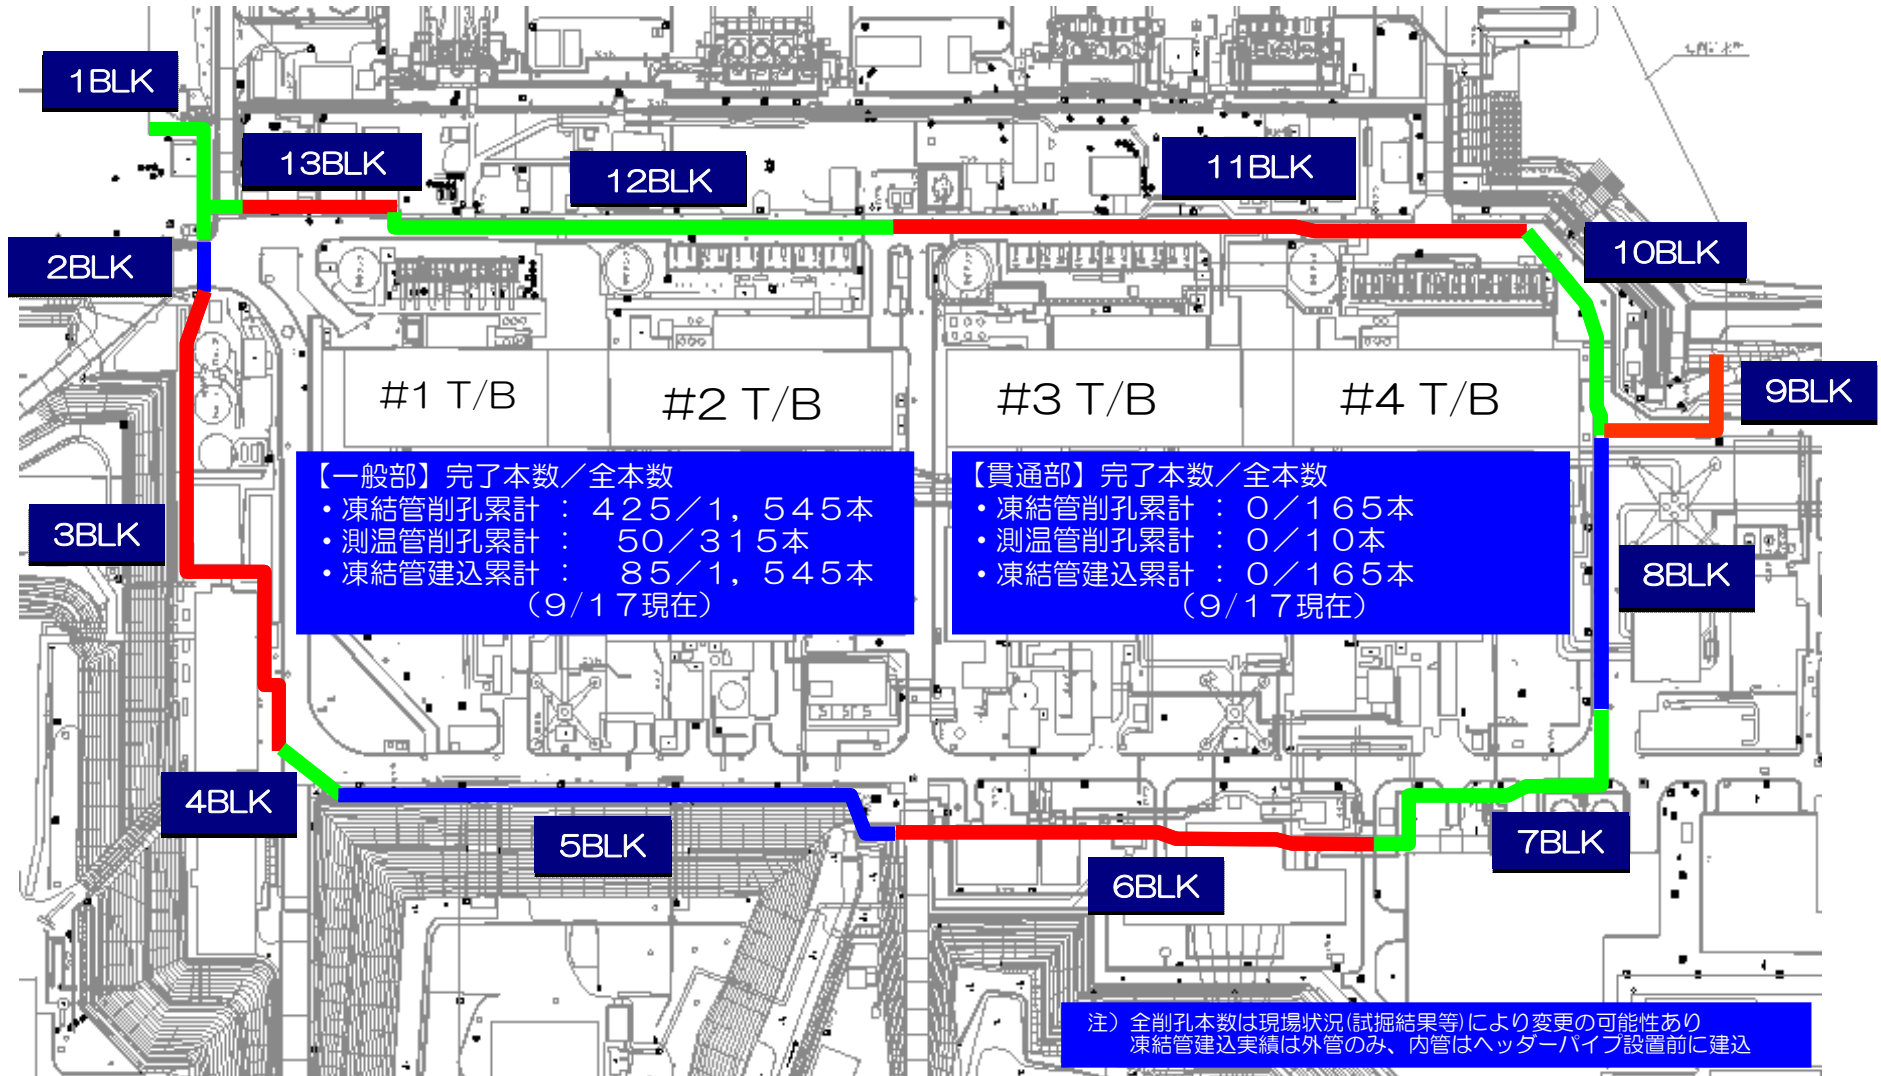 1BLK
13BLK
12BLK
11BLK
2BLK
10BLK
9BLK
#1 T/B
#2 T/B
#3 T/B
#4 T/B
3BLK
【一般部】完了本数／全本数
・凍結管削孔累計 ： ４２５／１，５４５本
・測温管削孔累計 ： ５０／３１５本
・凍結管建込累計 ： ８５／１，５４５本
（９/１７現在）
【貫通部】完了本数／全本数
・凍結管削孔累計 ： ０／１６５本
・測温管削孔累計 ： ０／１０本
・凍結管建込累計 ： ０／１６５本
（９/１７現在）
8BLK
4BLK
5BLK
6BLK
7BLK
注）全削孔本数は現場状況(試掘結果等)により変更の可能性あり
凍結管建込実績は外管のみ、内管はヘッダーパイプ設置前に建込